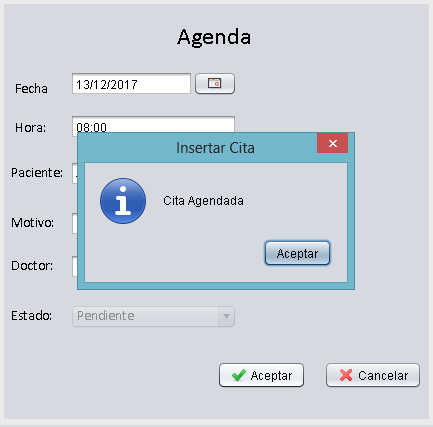 Agenda
Fecha 13/12/2017
Hora: 08:00
Insertar Cita
Paciente:
Cita Agendada
Motivo:
Aceptar
Doctor:
Estado: Pendiente
Aceptar Cancelar